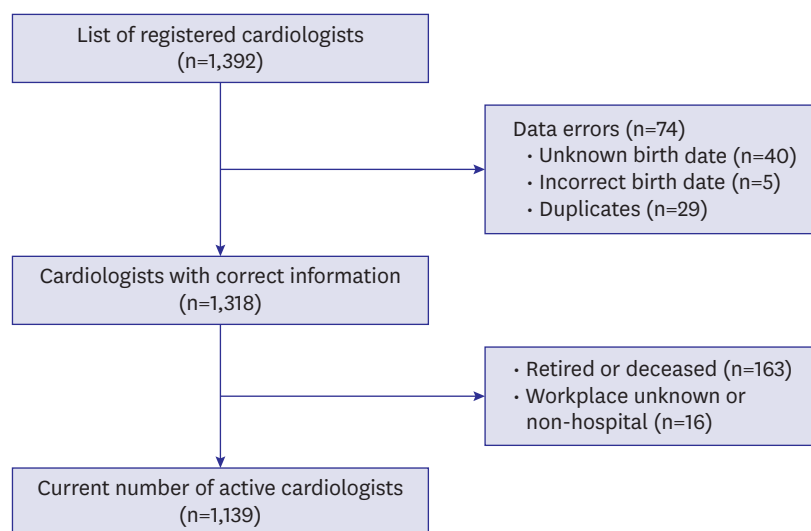 List of registered cardiologists
(n=1,392)
Data errors (n=74)
• Unknown birth date (n=40)
• Incorrect birth date (n=5)
• Duplicates (n=29)
Cardiologists with correct information
(n=1,318)
• Retired or deceased (n=163)
• Workplace unknown or
non-hospital (n=16)
Current number of active cardiologists
(n=1,139)